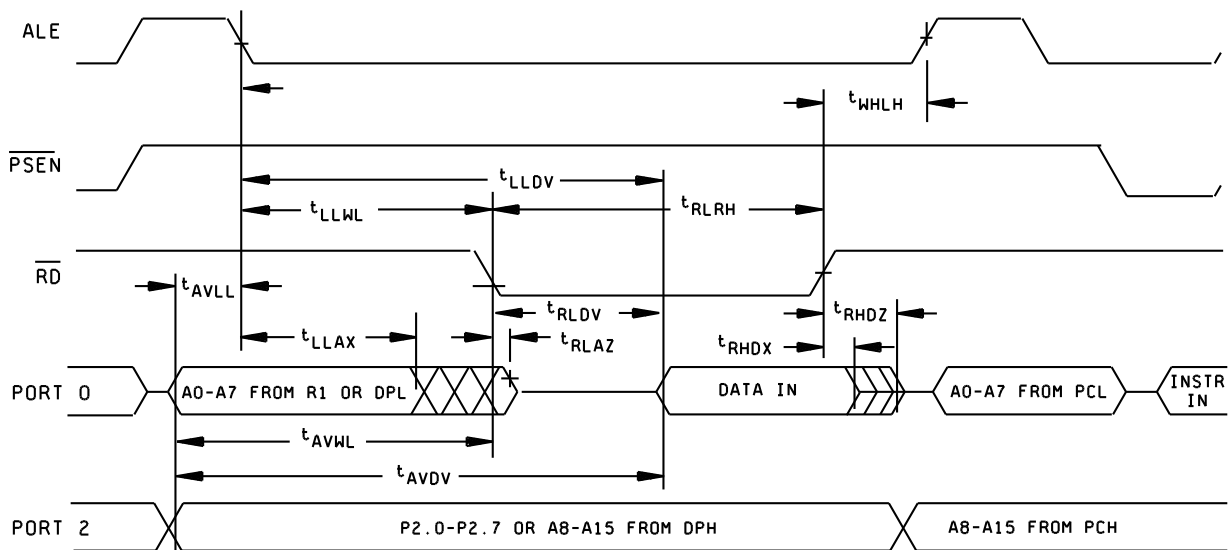 ALE
tWHLH
PSEN
tLLDV
tLLWL
tRLRH
RD
tAVLL
tRLDV
tRHDZ
tLLAX
tRLAZ
tRHDX
PORT 0
A0-A7 FROM R1 OR DPL
DATA IN
A0-A7 FROM PCL
INSTR
IN
tAVWL
tAVDV
PORT 2
P2.0-P2.7 OR A8-A15 FROM DPH
A8-A15 FROM PCH